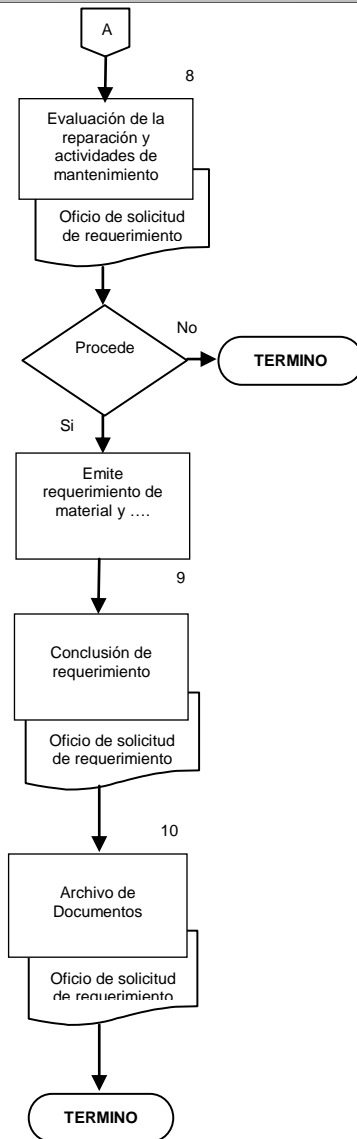 A
8
Evaluación de la
reparación y
actividades de
mantenimiento
Oficio de solicitud
de requerimiento
Procede
No
TERMINO
Si
Emite
requerimiento de
material y ....
9
Conclusión de
requerimiento
Oficio de solicitud
de requerimiento
10
Archivo de
Documentos
Oficio de solicitud
de requerimiento
TERMINO